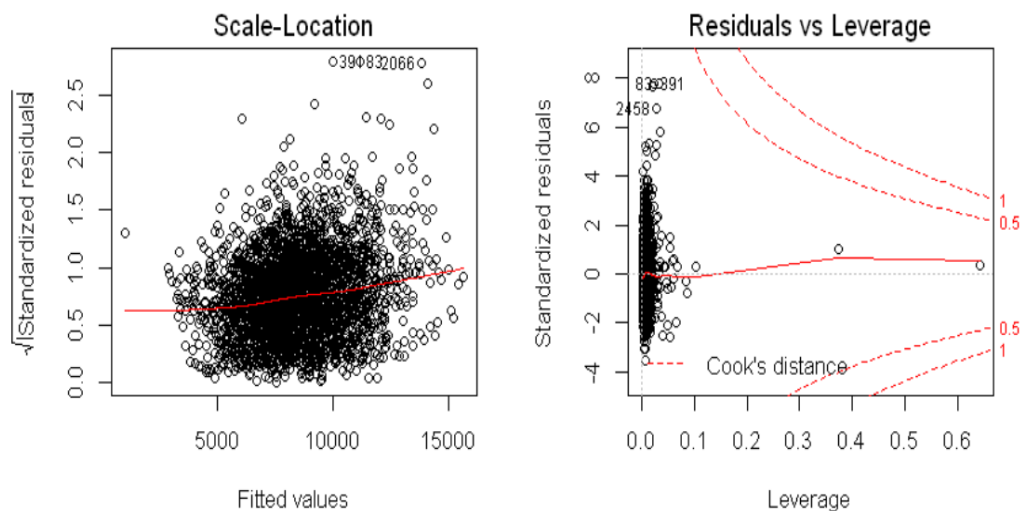 Scale-Location
√|Standardized residuals|
0.0 0.5 1.0 1.5 2.0 2.5
2066
5000 10000 15000
Fitted values
Residuals vs Leverage
Standardized residuals
-4 -2 0 2 4 6 8
2458
1
0.5
0.5
1
Cook's distance
0.0 0.1 0.2 0.3 0.4 0.5 0.6
Leverage